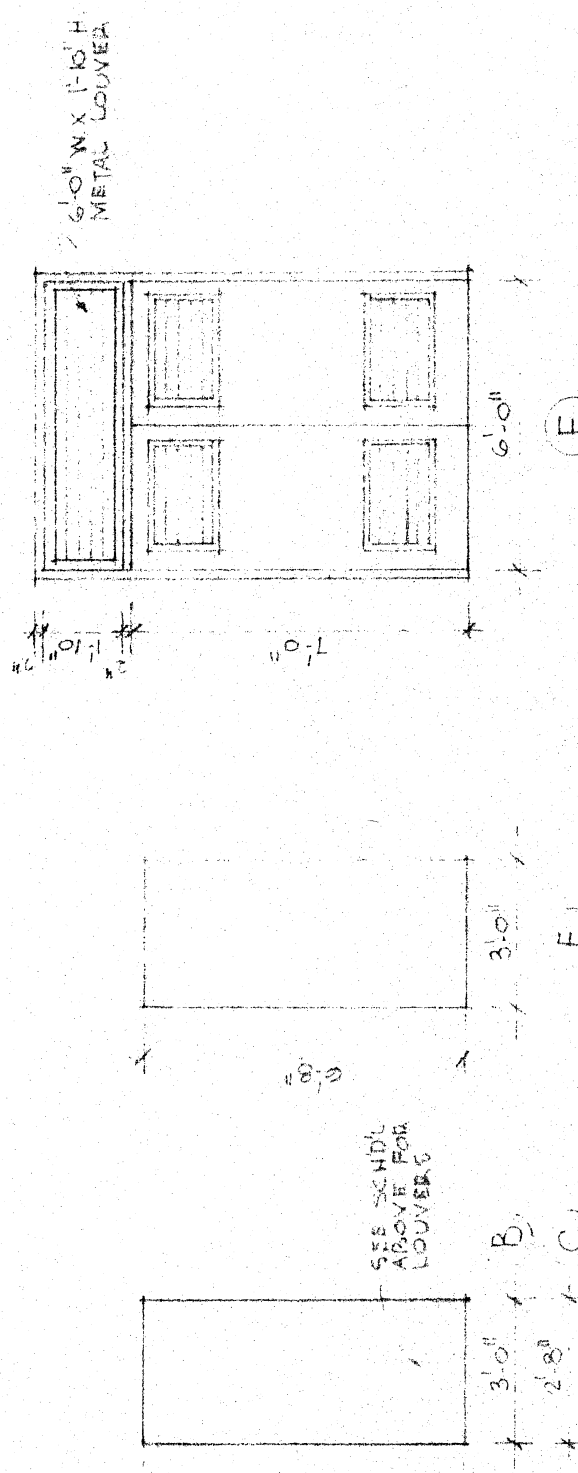 6'-0" W X 1'-10" H
METAL LOUVER
2"
1'-10"
2"
7'-0"
6'-0"
6'-8"
3'-0"
F
SEE SCHD'L
ABOVE FOR
LOUVERS
3'-0"
B
2'-8"
C